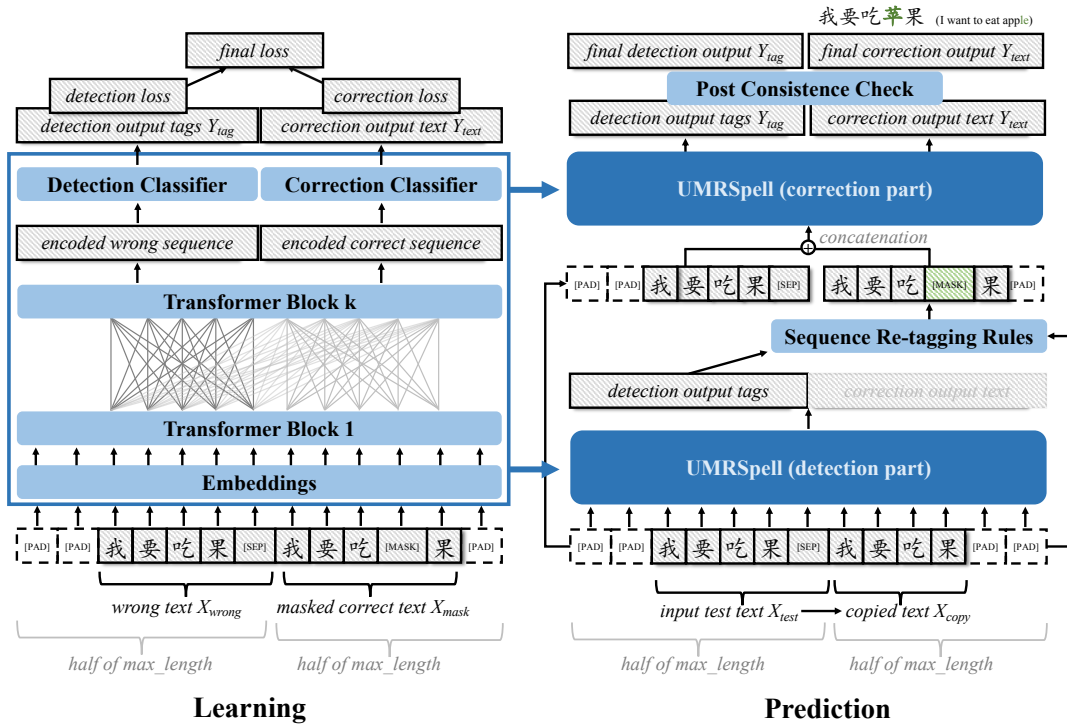 final loss
detection loss
correction loss
detection output tags Y_tag
correction output text Y_text
Detection Classifier
Correction Classifier
encoded wrong sequence
encoded correct sequence
Transformer Block k
Transformer Block 1
Embeddings
[PAD] [PAD] 我 要 吃 果 [SEP] 我 要 吃 [MASK] 果 [PAD]
wrong text X_wrong
masked correct text X_mask
half of max_length
half of max_length
Learning
我要吃苹果 (I want to eat apple)
final detection output Y_tag
final correction output Y_text
Post Consistence Check
detection output tags Y_tag
correction output text Y_text
UMRSpell (correction part)
concatenation
[PAD] [PAD] 我 要 吃 果 [SEP]
我 要 吃 [MASK] 果 [PAD]
Sequence Re-tagging Rules
detection output tags
correction output text
UMRSpell (detection part)
[PAD] [PAD] 我 要 吃 果 [SEP] 我 要 吃 果 [PAD] [PAD]
input test text X_test
copied text X_copy
half of max_length
half of max_length
Prediction